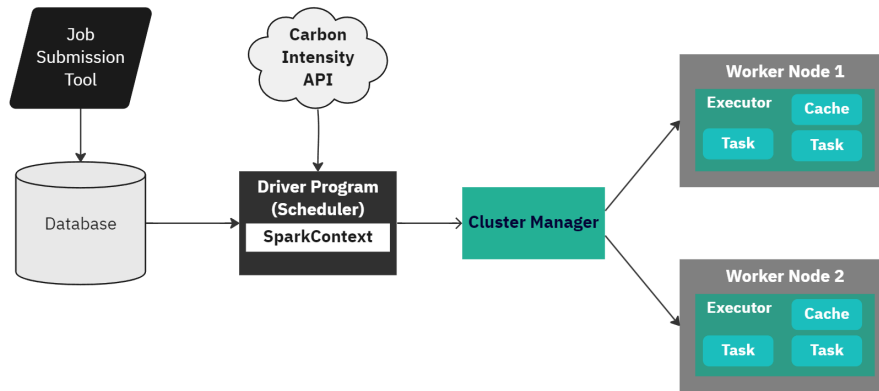 Job
Submission
Tool
Carbon
Intensity
API
Database
Driver Program
(Scheduler)
SparkContext
Cluster Manager
Worker Node 1
Executor
Cache
Task
Task
Worker Node 2
Executor
Cache
Task
Task